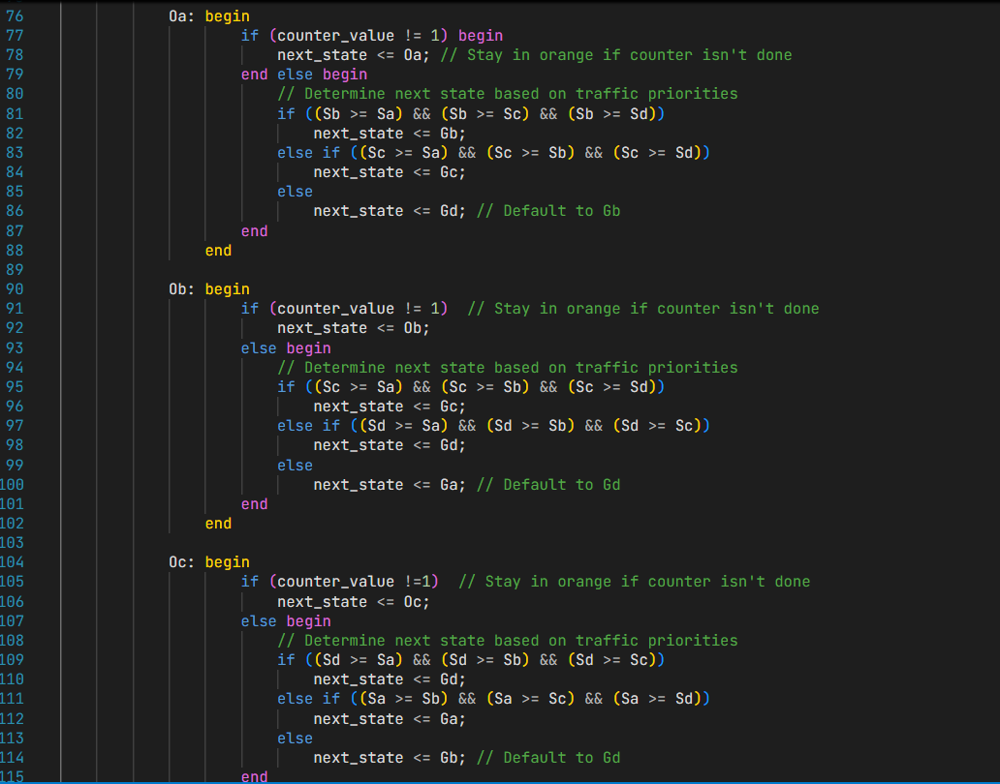 76 Oa: begin
77 if (counter_value != 1) begin
78 next_state <= Oa; // Stay in orange if counter isn't done
79 end else begin
80 // Determine next state based on traffic priorities
81 if ((Sb >= Sa) && (Sb >= Sc) && (Sb >= Sd))
82 next_state <= Gb;
83 else if ((Sc >= Sa) && (Sc >= Sb) && (Sc >= Sd))
84 next_state <= Gc;
85 else
86 next_state <= Gd; // Default to Gb
87 end
88 end
89
90 Ob: begin
91 if (counter_value != 1)  // Stay in orange if counter isn't done
92 next_state <= Ob;
93 else begin
94 // Determine next state based on traffic priorities
95 if ((Sc >= Sa) && (Sc >= Sb) && (Sc >= Sd))
96 next_state <= Gc;
97 else if ((Sd >= Sa) && (Sd >= Sb) && (Sd >= Sc))
98 next_state <= Gd;
99 else
100 next_state <= Ga; // Default to Gd
101 end
102 end
103
104 Oc: begin
105 if (counter_value !=1)  // Stay in orange if counter isn't done
106 next_state <= Oc;
107 else begin
108 // Determine next state based on traffic priorities
109 if ((Sd >= Sa) && (Sd >= Sb) && (Sd >= Sc))
110 next_state <= Gd;
111 else if ((Sa >= Sb) && (Sa >= Sc) && (Sa >= Sd))
112 next_state <= Ga;
113 else
114 next_state <= Gb; // Default to Gd
115 end